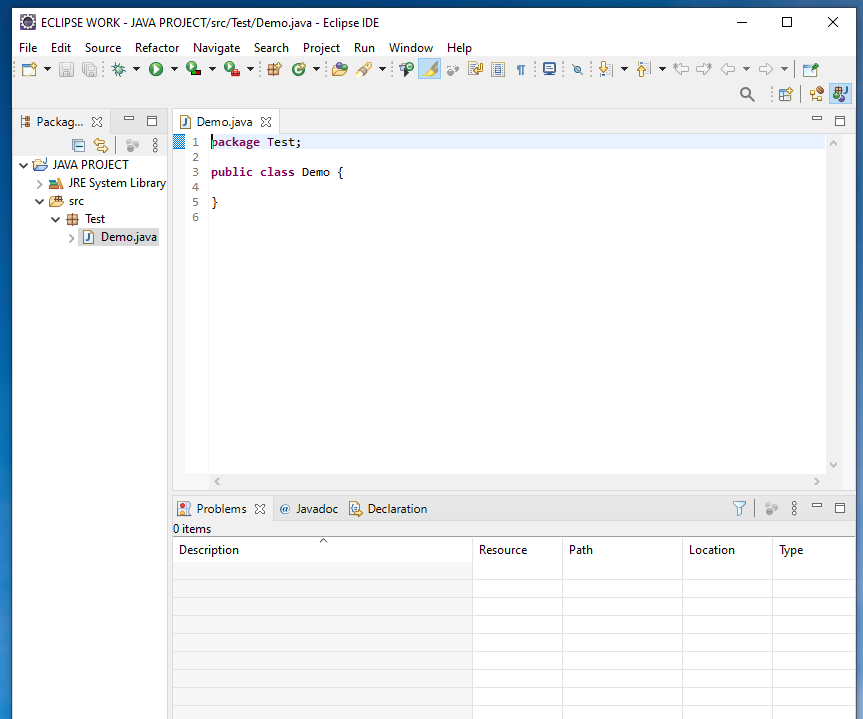 ECLIPSE WORK - JAVA PROJECT/src/Test/Demo.java - Eclipse IDE
File Edit Source Refactor Navigate Search Project Run Window Help
Packag...
Demo.java
JAVA PROJECT
JRE System Library
src
Test
Demo.java
1 package Test;
2
3 public class Demo {
4
5 }
6
Problems @ Javadoc Declaration
0 items
Description Resource Path Location Type